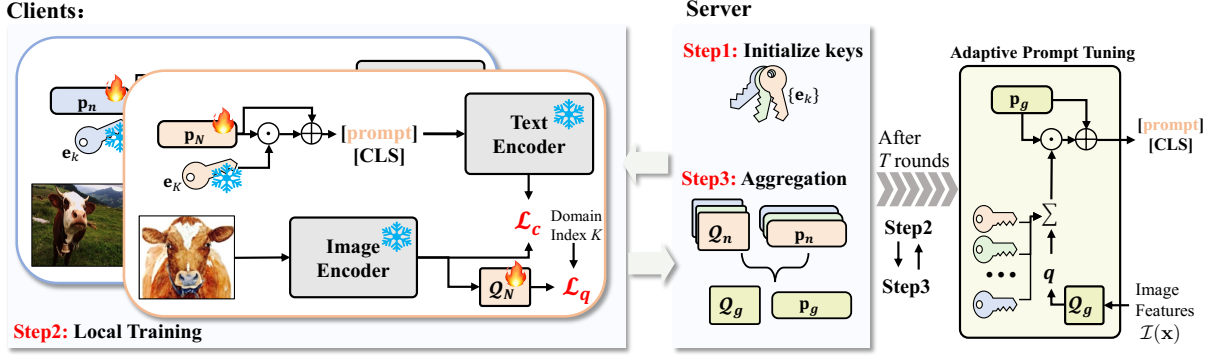 Clients:
p_n
e_k
p_N
e_K
[prompt]
[CLS]
Text
Encoder
Image
Encoder
ℒ_c
Domain
Index K
Q_N
ℒ_q
Step2: Local Training
Server
Step1: Initialize keys
{e_k}
Step3: Aggregation
Q_n
p_n
Q_g
p_g
After
T rounds
Step2
Step3
Adaptive Prompt Tuning
p_g
[prompt]
[CLS]
Σ
•••
q
Q_g
Image
Features
ℐ(x)